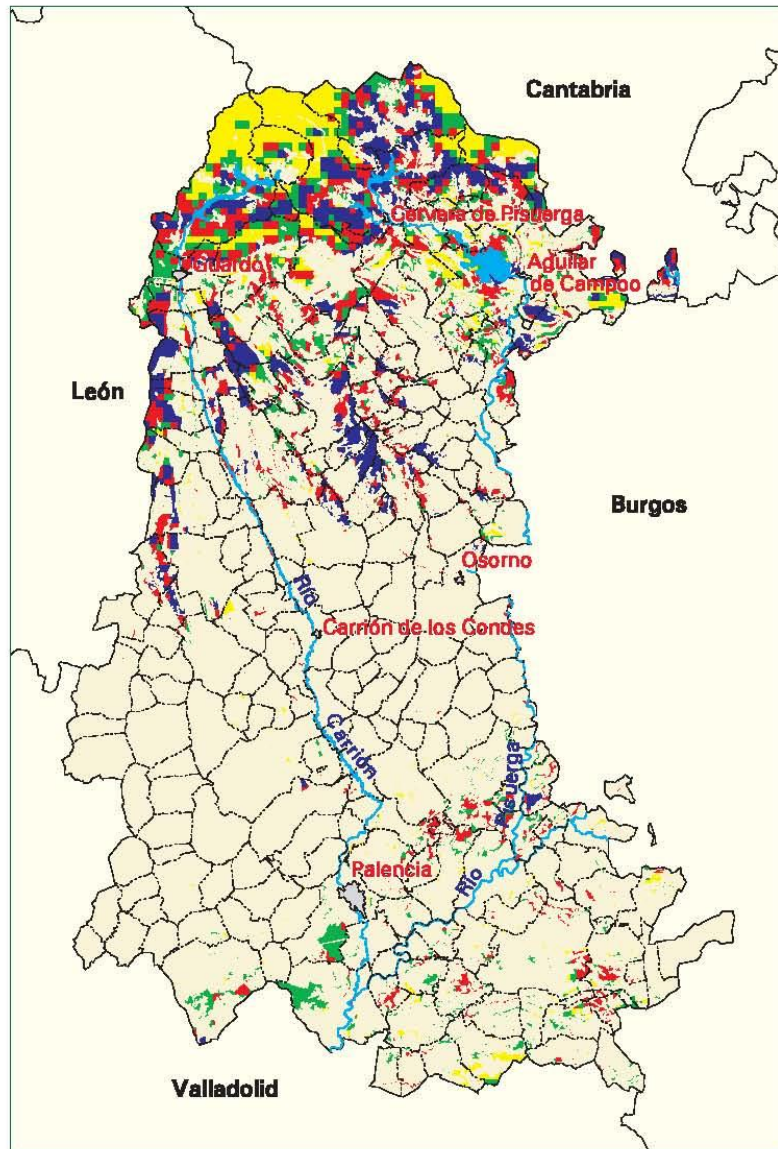 Cantabria
Cervera de Pisuerga
Guardo
Aguilar
de Campoo
León
Burgos
Osorno
Río
Carrión de los Condes
Carrión
Pisuerga
Palencia
Río
Valladolid